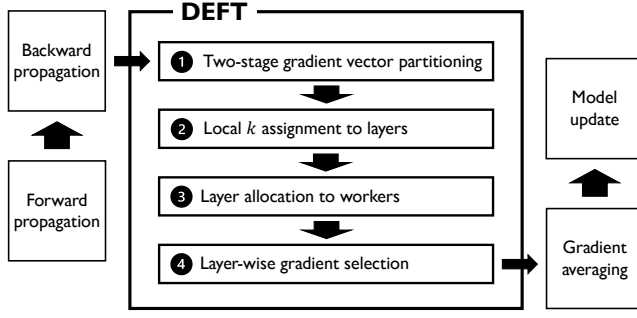 DEFT
Backward
propagation
Forward
propagation
1 Two-stage gradient vector partitioning
2 Local k assignment to layers
3 Layer allocation to workers
4 Layer-wise gradient selection
Model
update
Gradient
averaging